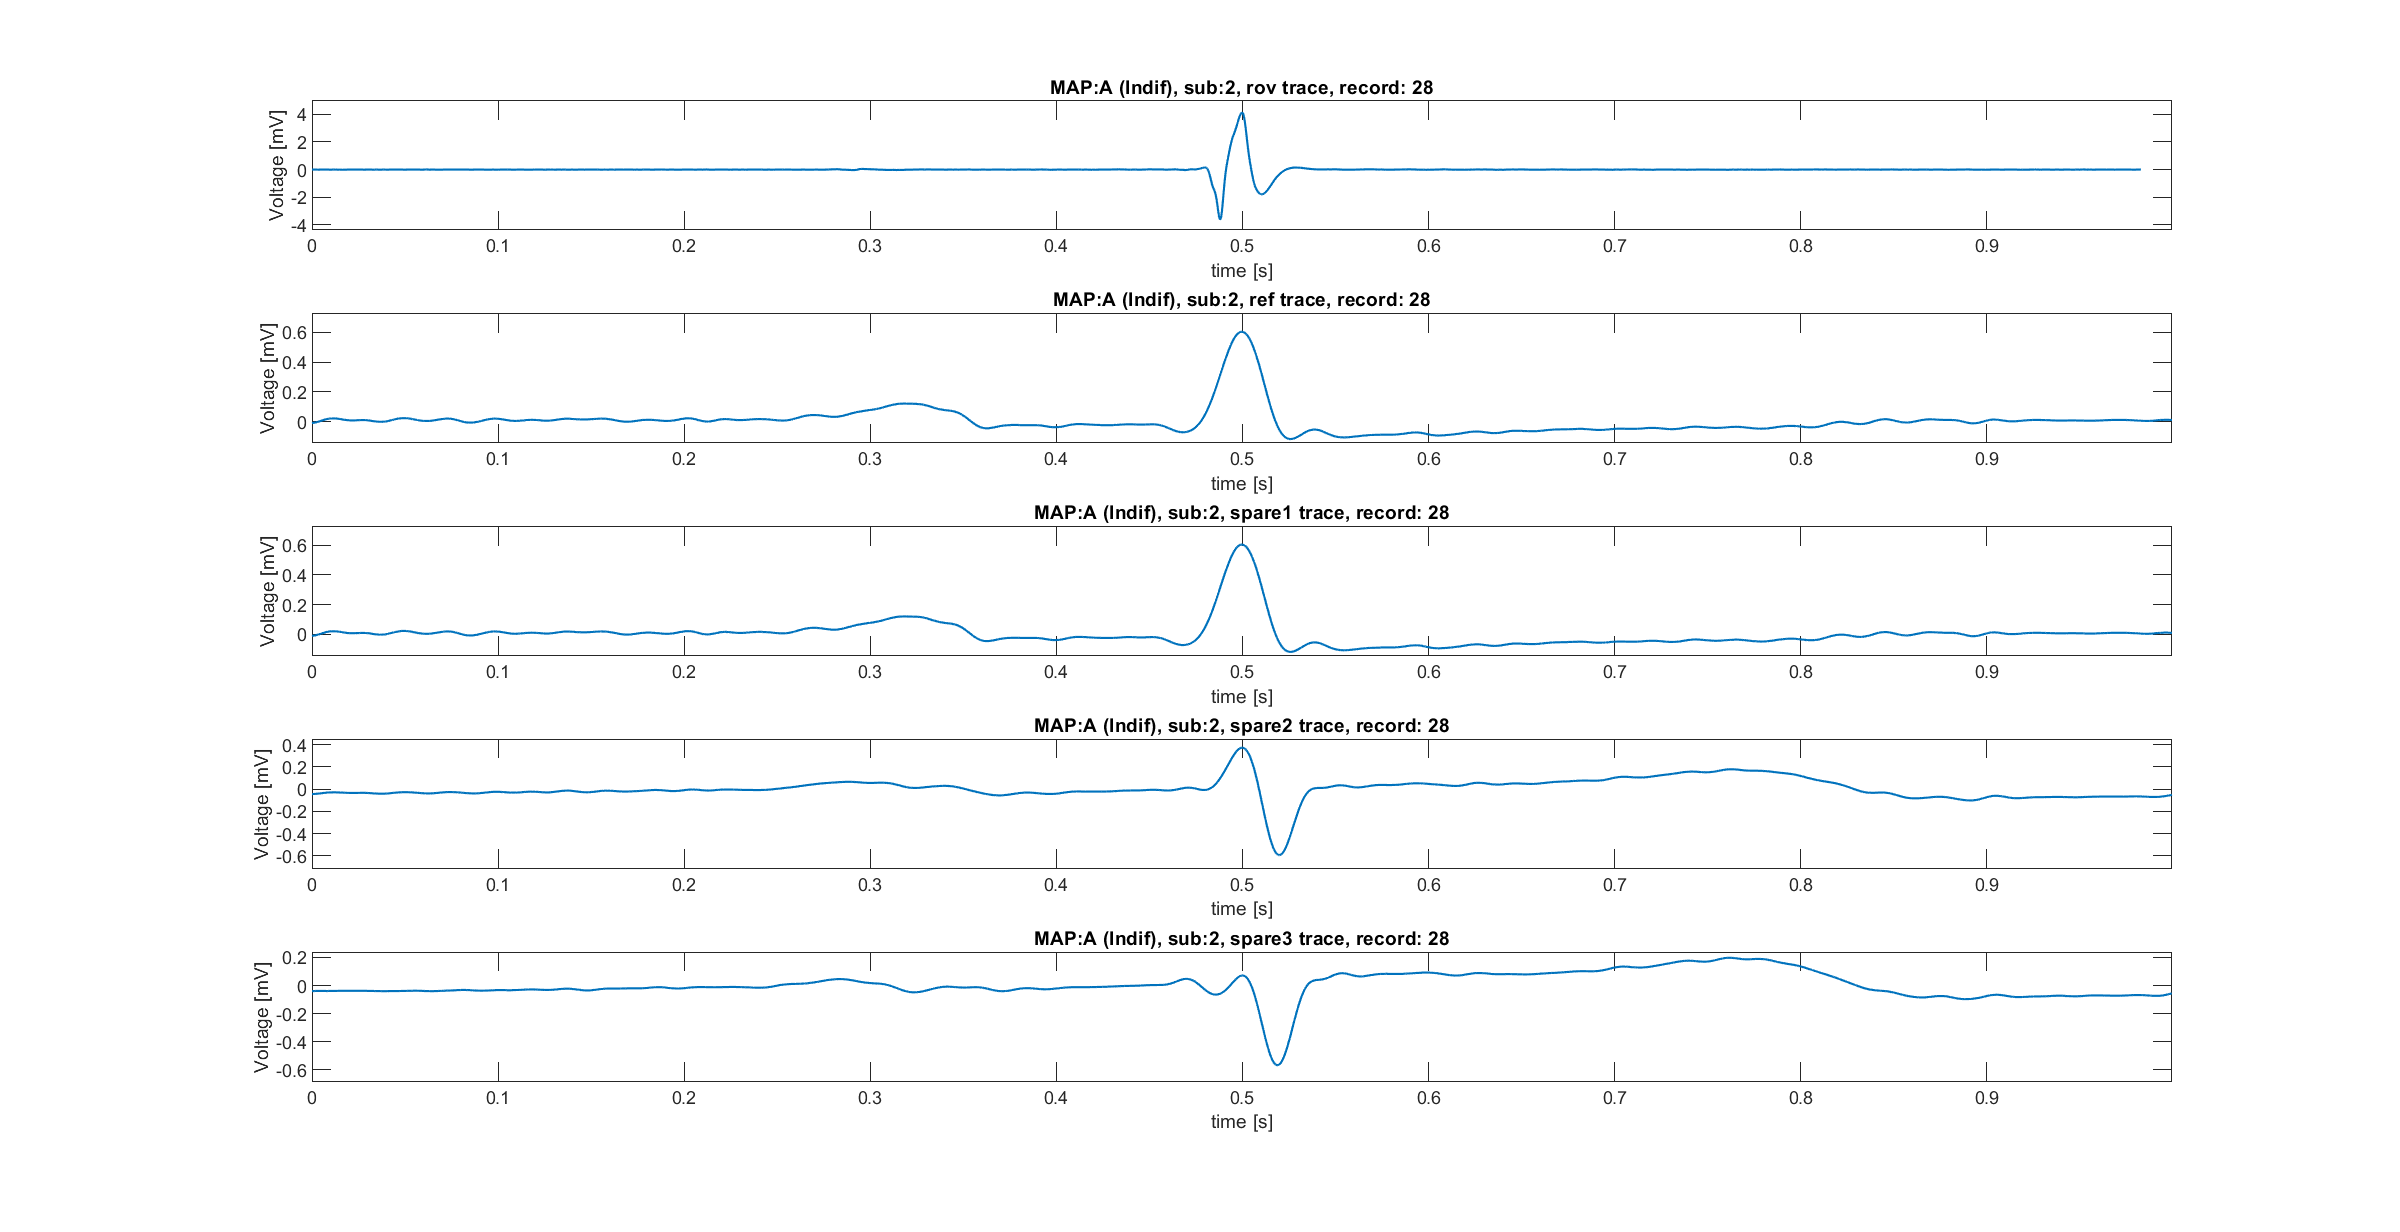 MAP:A (Indif), sub:2, rov trace, record: 28
Voltage [mV]
4
2
0
-2
-4
0 0.1 0.2 0.3 0.4 0.5 0.6 0.7 0.8 0.9
time [s]
MAP:A (Indif), sub:2, ref trace, record: 28
Voltage [mV]
0.6
0.4
0.2
0
0 0.1 0.2 0.3 0.4 0.5 0.6 0.7 0.8 0.9
time [s]
MAP:A (Indif), sub:2, spare1 trace, record: 28
Voltage [mV]
0.6
0.4
0.2
0
0 0.1 0.2 0.3 0.4 0.5 0.6 0.7 0.8 0.9
time [s]
MAP:A (Indif), sub:2, spare2 trace, record: 28
Voltage [mV]
0.4
0.2
0
-0.2
-0.4
-0.6
0 0.1 0.2 0.3 0.4 0.5 0.6 0.7 0.8 0.9
time [s]
MAP:A (Indif), sub:2, spare3 trace, record: 28
Voltage [mV]
0.2
0
-0.2
-0.4
-0.6
0 0.1 0.2 0.3 0.4 0.5 0.6 0.7 0.8 0.9
time [s]